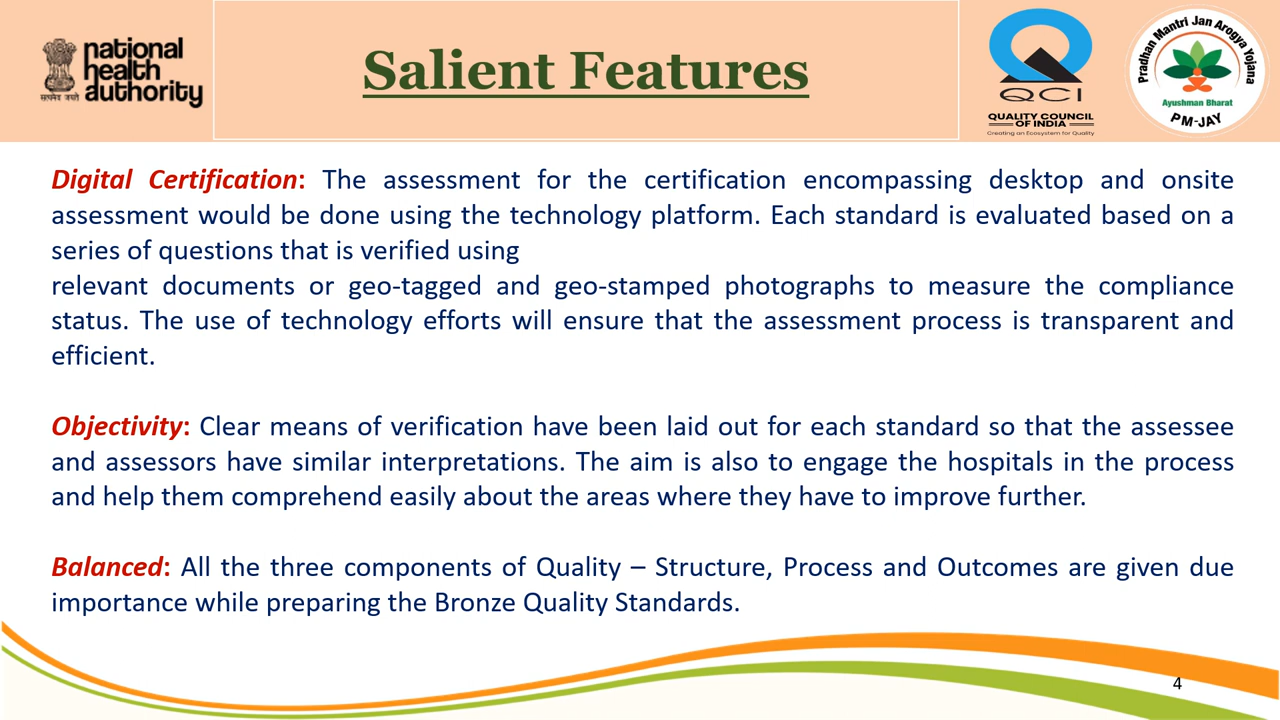 national
health
authority
सत्यमेव जयते
Salient Features
QCI
QUALITY COUNCIL
OF INDIA
Creating an Ecosystem for Quality
Pradhan Mantri Jan Arogya Yojana
Ayushman Bharat
PM-JAY
Digital Certification: The assessment for the certification encompassing desktop and onsite
assessment would be done using the technology platform. Each standard is evaluated based on a
series of questions that is verified using
relevant documents or geo-tagged and geo-stamped photographs to measure the compliance
status. The use of technology efforts will ensure that the assessment process is transparent and
efficient.
Objectivity: Clear means of verification have been laid out for each standard so that the assessee
and assessors have similar interpretations. The aim is also to engage the hospitals in the process
and help them comprehend easily about the areas where they have to improve further.
Balanced: All the three components of Quality – Structure, Process and Outcomes are given due
importance while preparing the Bronze Quality Standards.
4